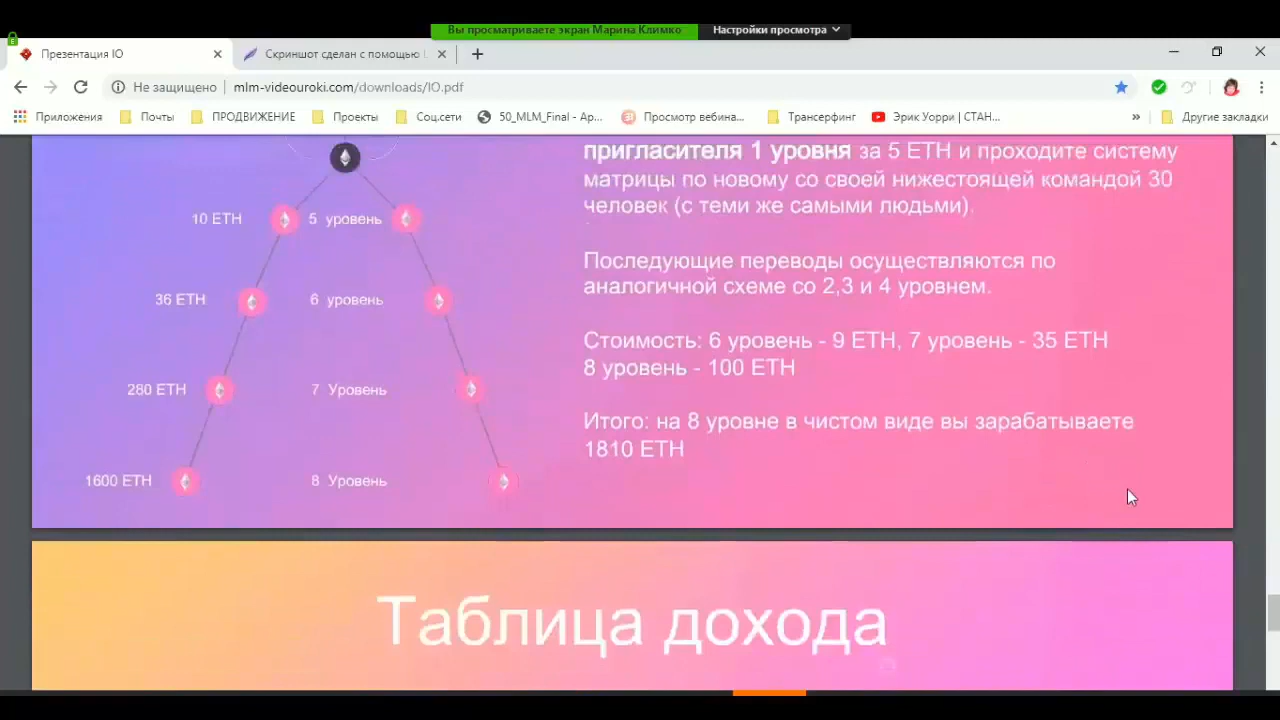 Вы просматриваете экран Марина Климко
Настройки просмотра
Презентация IO
Скриншот сделан с помощью
Не защищено
mlm-videouroki.com/downloads/IO.pdf
Приложения
Почты
ПРОДВИЖЕНИЕ
Проекты
Соц.сети
50_MLM_Final - Ap...
Просмотр вебина...
Трансерфинг
Эрик Уорри | СТАН...
»
Другие закладки
10 ETH
5 уровень
36 ETH
6 уровень
280 ETH
7 Уровень
1600 ETH
8 Уровень
пригласителя 1 уровня за 5 ETH и проходите систему
матрицы по новому со своей нижестоящей командой 30
человек (с теми же самыми людьми).
Последующие переводы осуществляются по
аналогичной схеме со 2,3 и 4 уровнем.
Стоимость: 6 уровень - 9 ETH, 7 уровень - 35 ETH
8 уровень - 100 ETH
Итого: на 8 уровне в чистом виде вы зарабатываете
1810 ETH
Таблица дохода